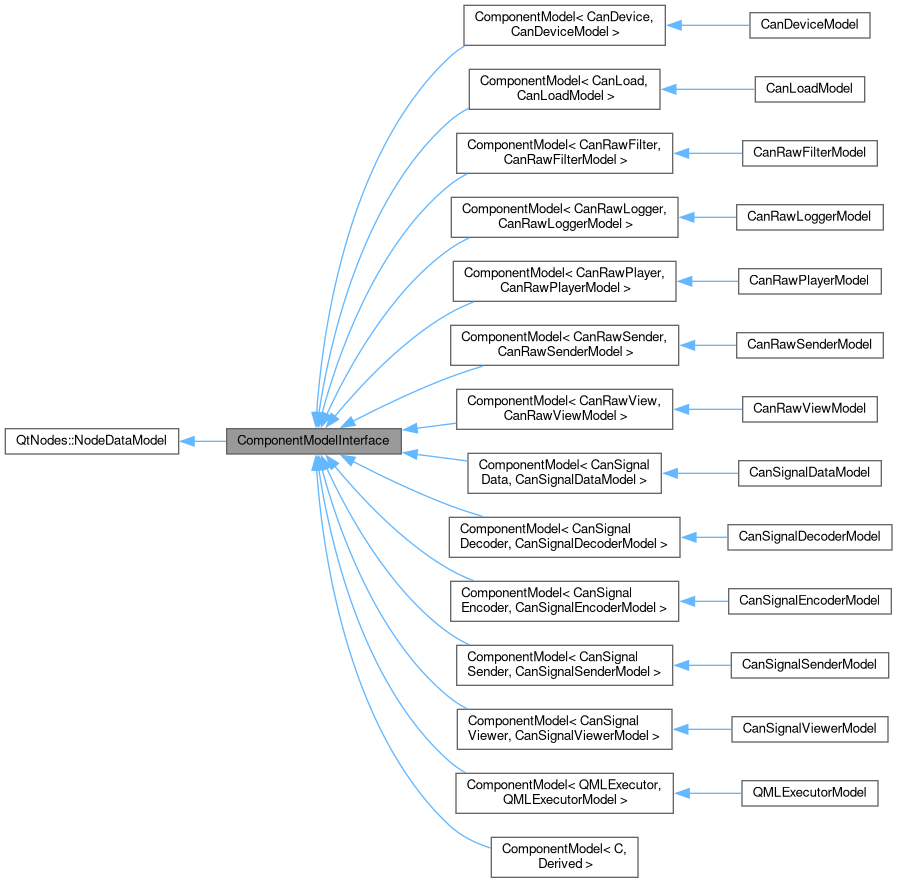 QtNodes::NodeDataModel
ComponentModelInterface
ComponentModel< CanDevice,
CanDeviceModel >
CanDeviceModel
ComponentModel< CanLoad,
CanLoadModel >
CanLoadModel
ComponentModel< CanRawFilter,
CanRawFilterModel >
CanRawFilterModel
ComponentModel< CanRawLogger,
CanRawLoggerModel >
CanRawLoggerModel
ComponentModel< CanRawPlayer,
CanRawPlayerModel >
CanRawPlayerModel
ComponentModel< CanRawSender,
CanRawSenderModel >
CanRawSenderModel
ComponentModel< CanRawView,
CanRawViewModel >
CanRawViewModel
ComponentModel< CanSignal
Data, CanSignalDataModel >
CanSignalDataModel
ComponentModel< CanSignal
Decoder, CanSignalDecoderModel >
CanSignalDecoderModel
ComponentModel< CanSignal
Encoder, CanSignalEncoderModel >
CanSignalEncoderModel
ComponentModel< CanSignal
Sender, CanSignalSenderModel >
CanSignalSenderModel
ComponentModel< CanSignal
Viewer, CanSignalViewerModel >
CanSignalViewerModel
ComponentModel< QMLExecutor,
QMLExecutorModel >
QMLExecutorModel
ComponentModel< C,
Derived >